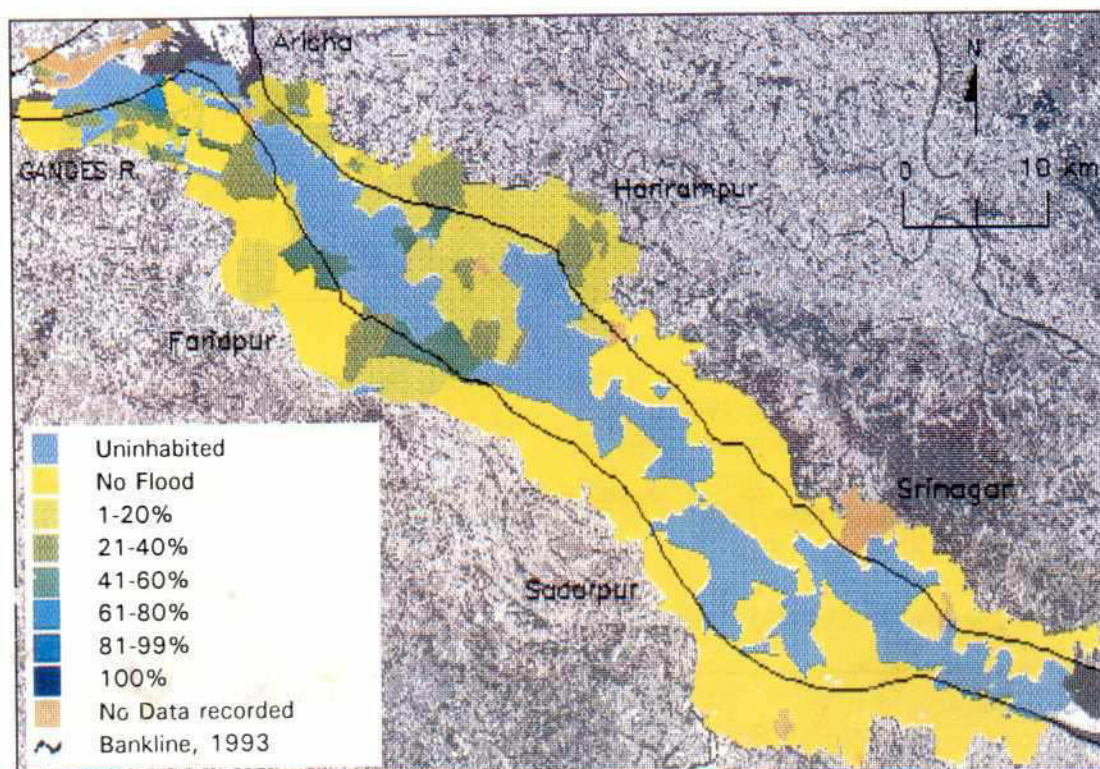 Aricha
N
GANGES R.
0 10 km
Harirampur
Faridpur
Srinagar
Sadarpur
Uninhabited
No Flood
1-20%
21-40%
41-60%
61-80%
81-99%
100%
No Data recorded
Bankline, 1993